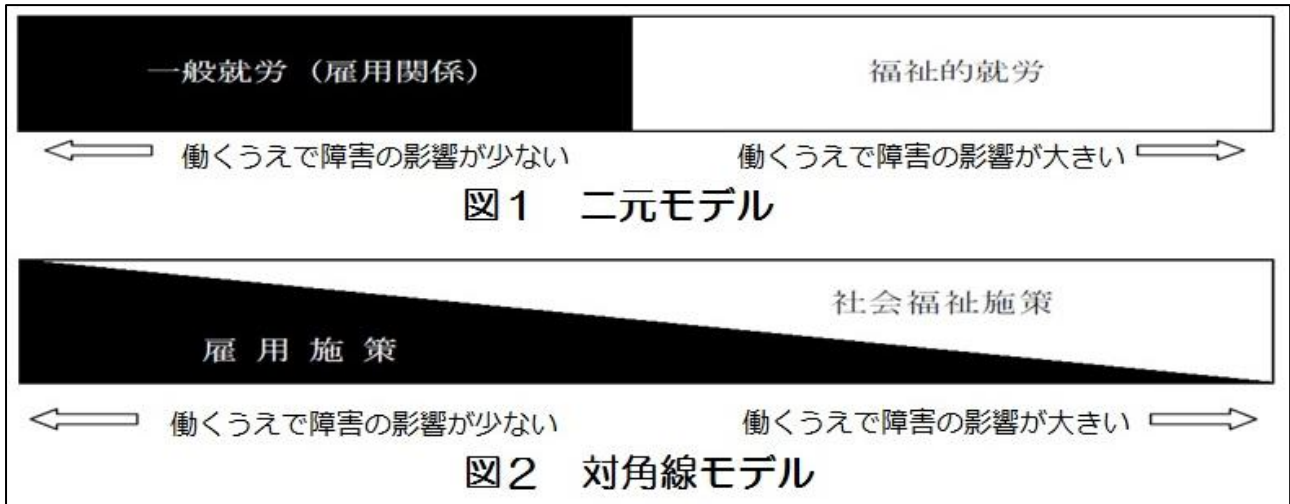 一般就労（雇用関係） 福祉的就労
働くうえで障害の影響が少ない 働くうえで障害の影響が大きい
図１ 二元モデル
社会福祉施策
雇用施策
働くうえで障害の影響が少ない 働くうえで障害の影響が大きい
図２ 対角線モデル